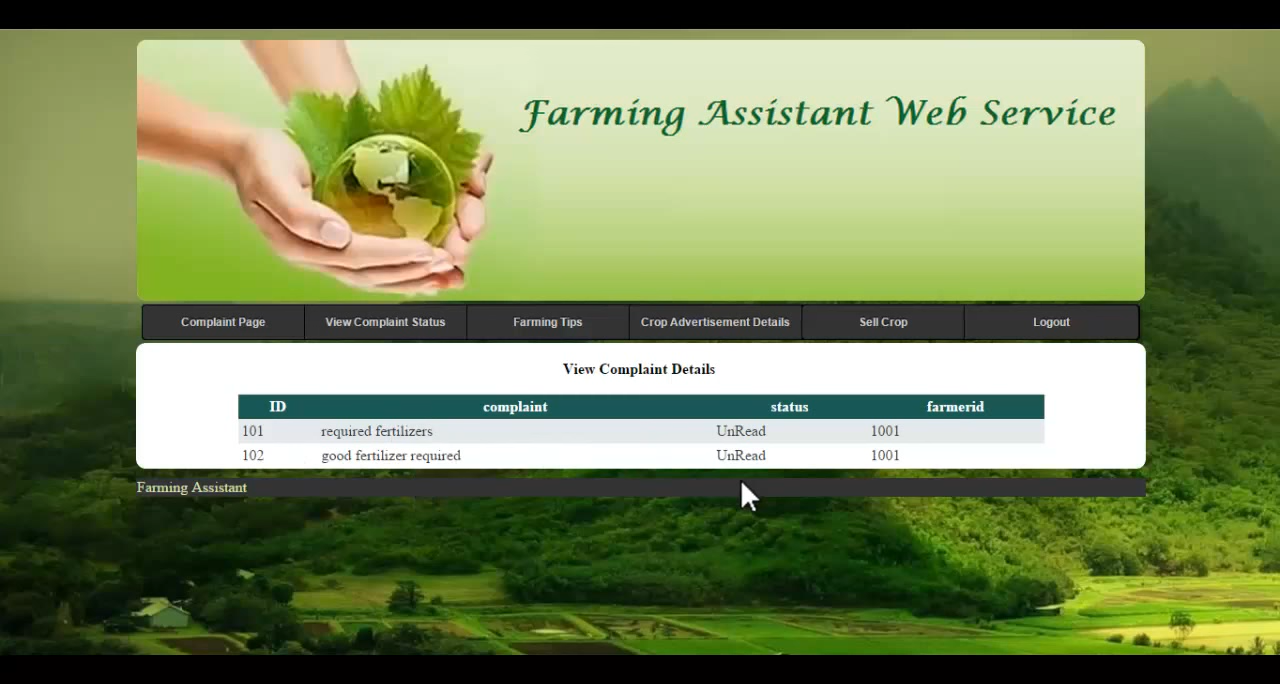 Farming Assistant Web Service
Complaint Page View Complaint Status Farming Tips Crop Advertisement Details Sell Crop Logout
View Complaint Details
ID complaint status farmerid
101 required fertilizers UnRead 1001
102 good fertilizer required UnRead 1001
Farming Assistant